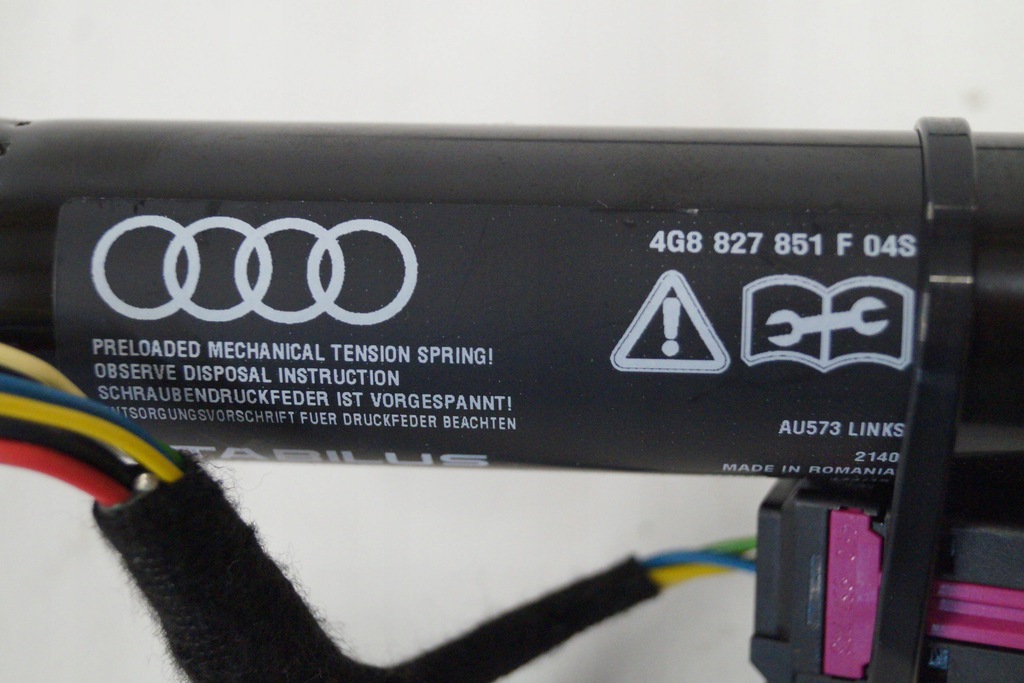 4G8 827 851 F 04S
PRELOADED MECHANICAL TENSION SPRING!
OBSERVE DISPOSAL INSTRUCTION
SCHRAUBENDRUCKFEDER IST VORGESPANNT!
ENTSORGUNGSVORSCHRIFT FUER DRUCKFEDER BEACHTEN
STABILUS
AU573 LINKS
2140
MADE IN ROMANIA